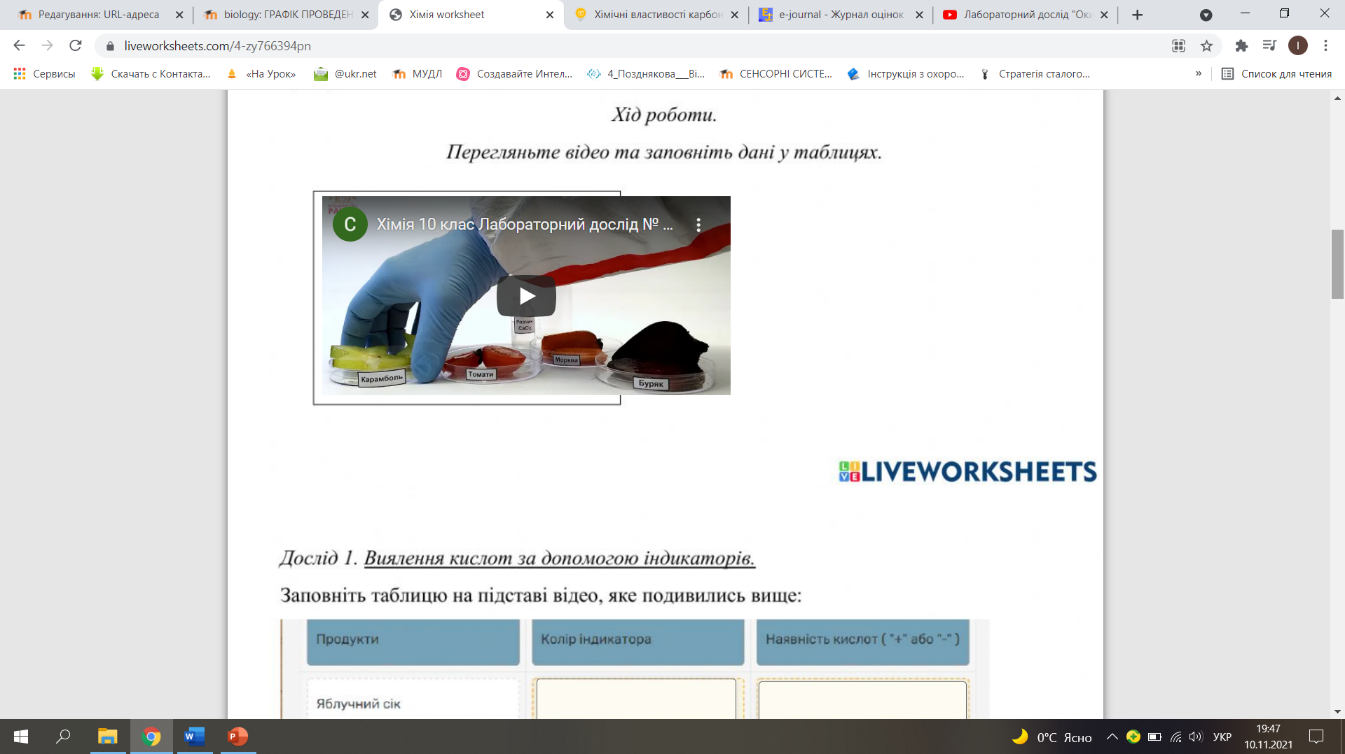 Редагування: URL-адреса
biology: ГРАФІК ПРОВЕДЕН
Хімія worksheet
Хімічні властивості карбон
e-journal - Журнал оцінок
Лабораторний дослід "Ок
liveworksheets.com/4-zy766394pn
І
Сервисы
Скачать с Контакта...
«На Урок»
@ukr.net
МУДЛ
Создавайте Интел...
4_Позднякова___Ві...
СЕНСОРНІ СИСТЕ...
Інструкція з охоро...
Стратегія сталого...
»
Список для чтения
Хід роботи.
Перегляньте відео та заповніть дані у таблицях.
С
Хімія 10 клас Лабораторний дослід № ...
Карамболь
Томати
Морква
Буряк
LIVEWORKSHEETS
Дослід 1. Виялення кислот за допомогою індикаторів.
Заповніть таблицю на підставі відео, яке подивились вище:
Продукти
Колір індикатора
Наявність кислот ( "+" або "-" )
Яблучний сік
0°C Ясно
УКР
19:47
10.11.2021